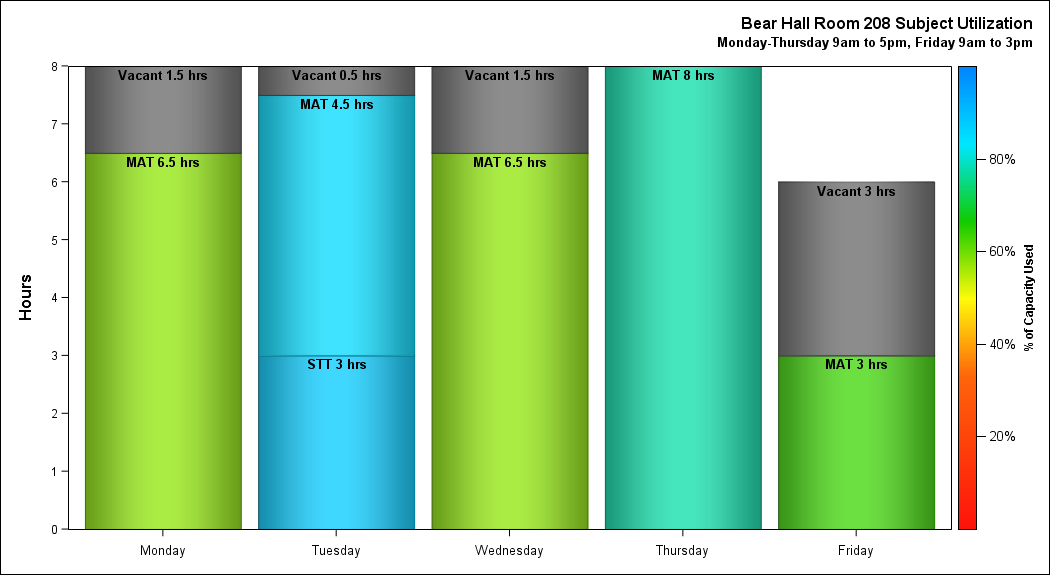 Bear Hall Room 208 Subject Utilization
Monday-Thursday 9am to 5pm, Friday 9am to 3pm
Hours
8
7
6
5
4
3
2
1
0
Vacant 1.5 hrs
MAT 6.5 hrs
Vacant 0.5 hrs
MAT 4.5 hrs
STT 3 hrs
Vacant 1.5 hrs
MAT 6.5 hrs
MAT 8 hrs
Vacant 3 hrs
MAT 3 hrs
Monday
Tuesday
Wednesday
Thursday
Friday
80%
60%
40%
20%
% of Capacity Used